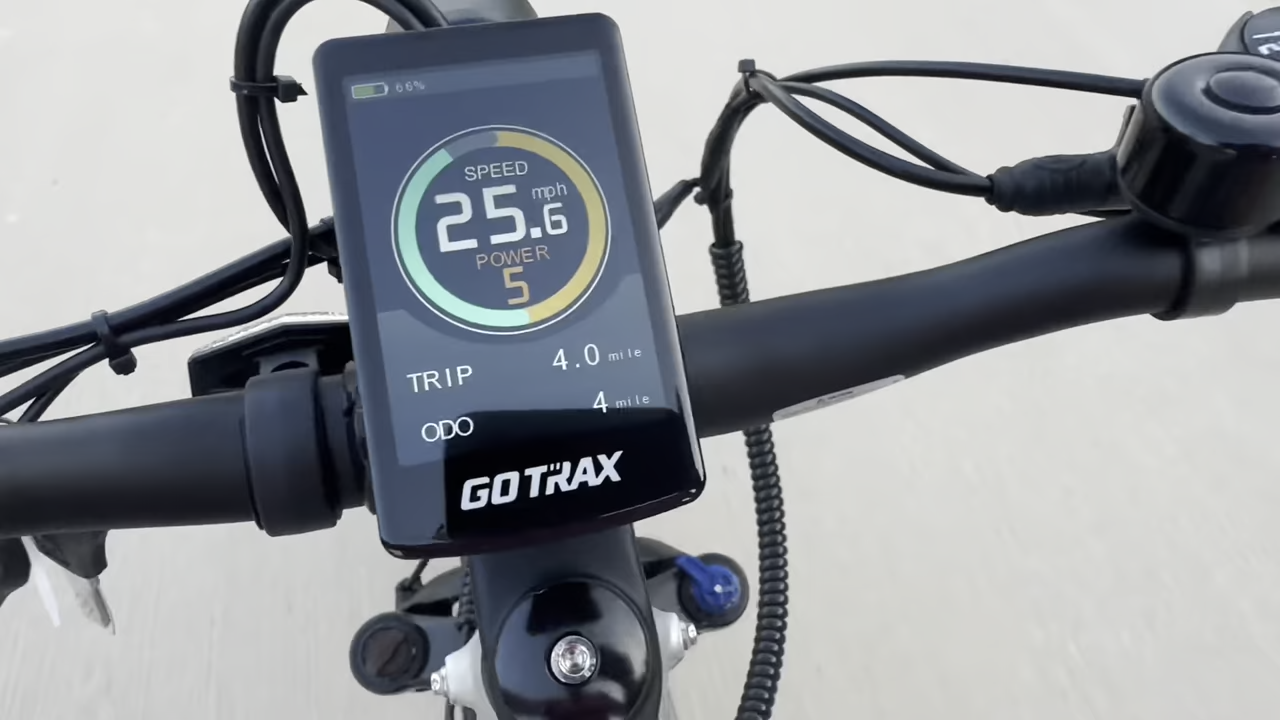 66%
SPEED
25.6 mph
POWER
5
TRIP 4.0 mile
ODO 4 mile
GOTRAX